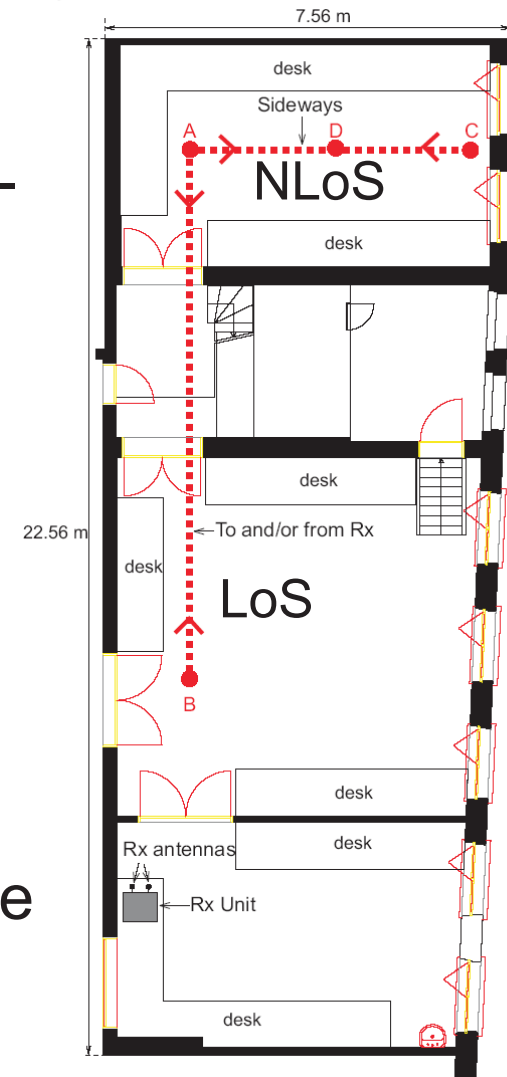 7.56 m
desk
Sideways
A
D
C
NLoS
desk
desk
22.56 m
To and/or from Rx
desk
LoS
B
desk
desk
Rx antennas
e
Rx Unit
desk